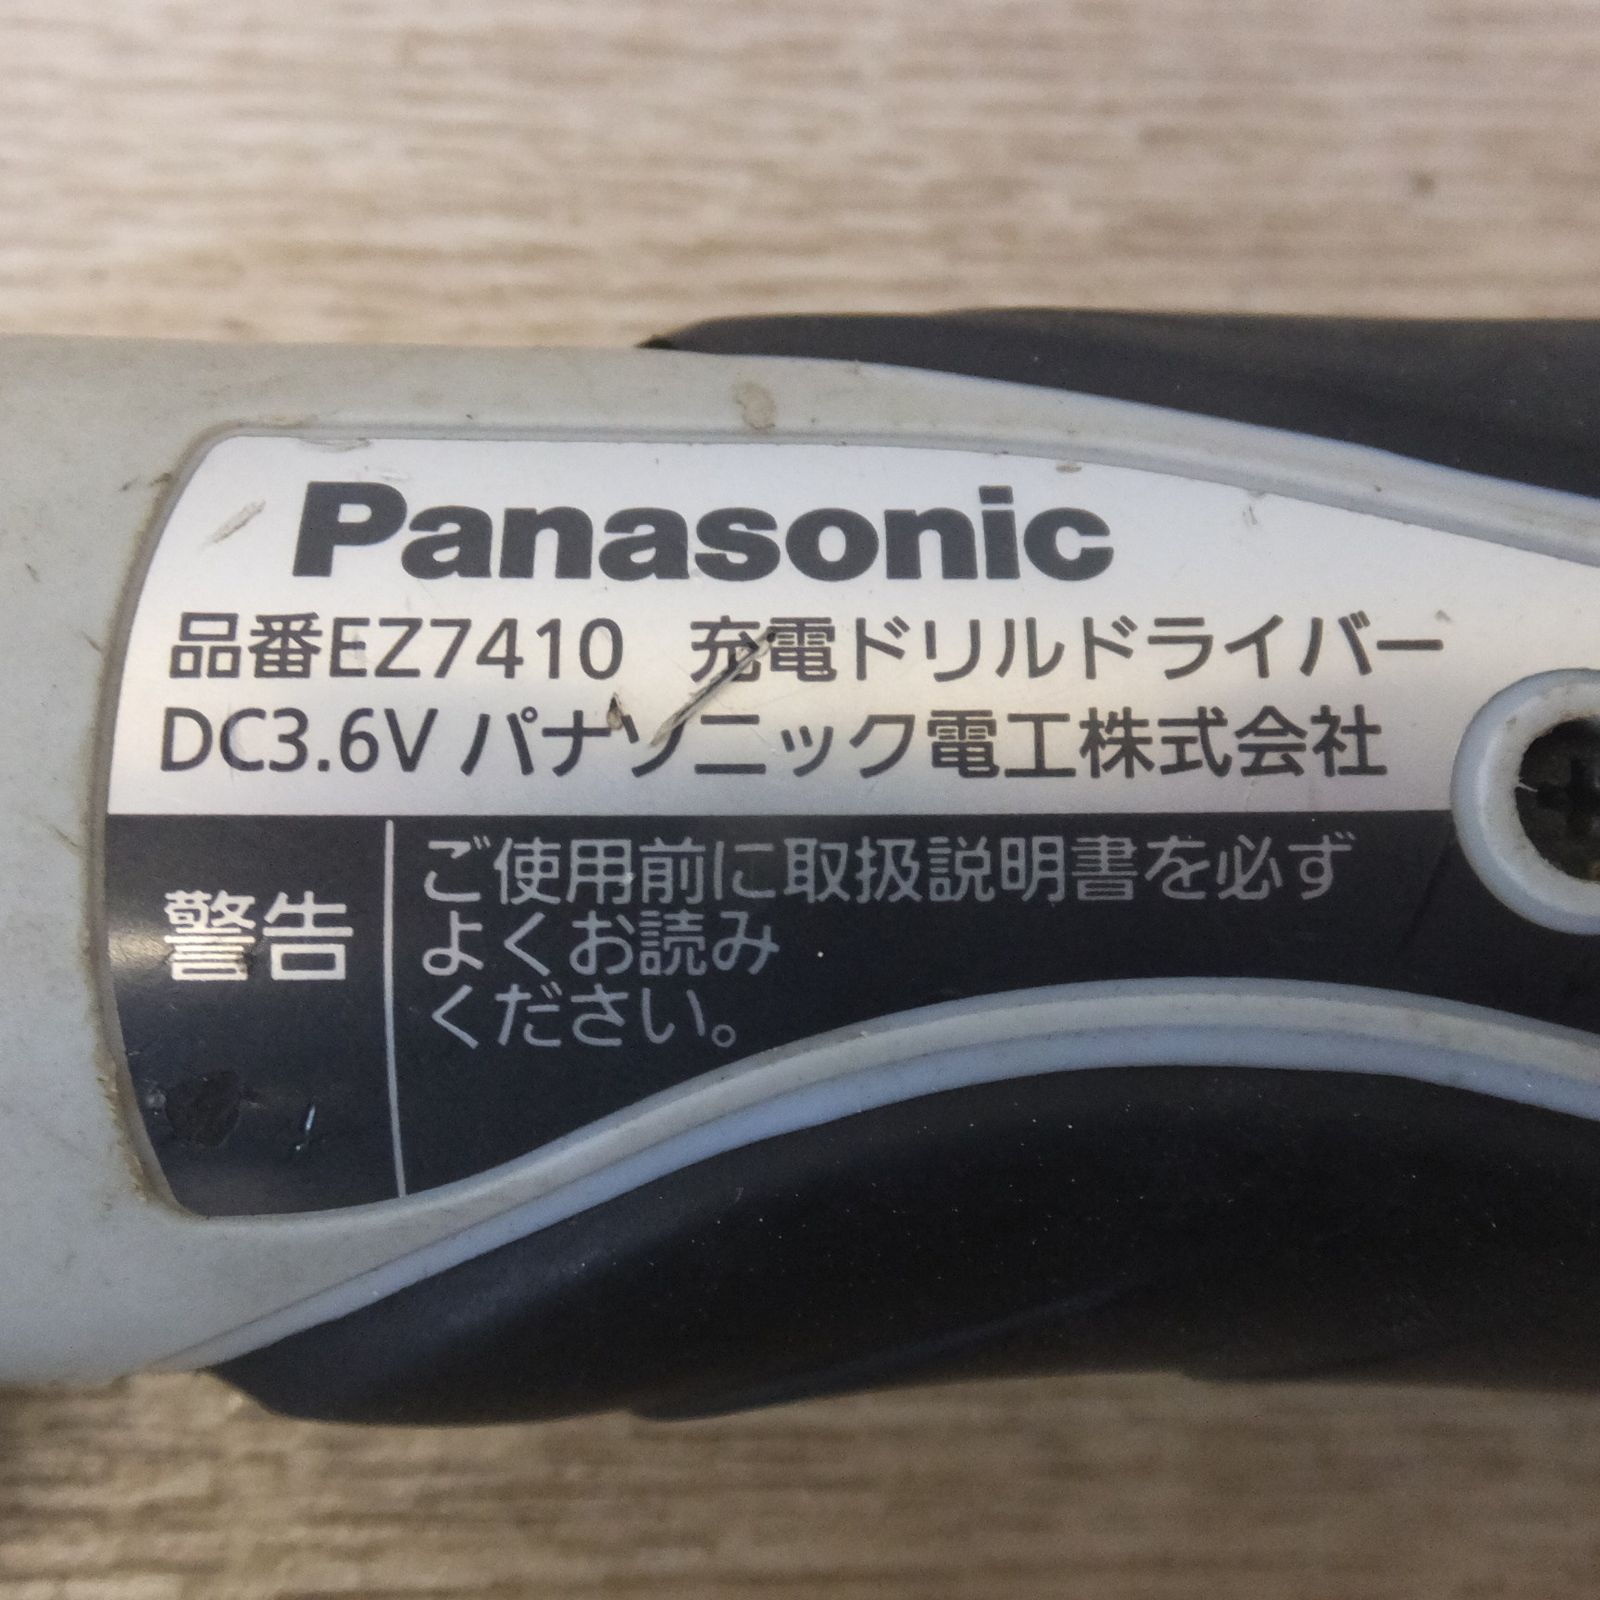 Panasonic
品番EZ7410 充電ドリルドライバー
DC3.6V パナソニック電工株式会社
警告
ご使用前に取扱説明書を必ず
よくお読み
ください。